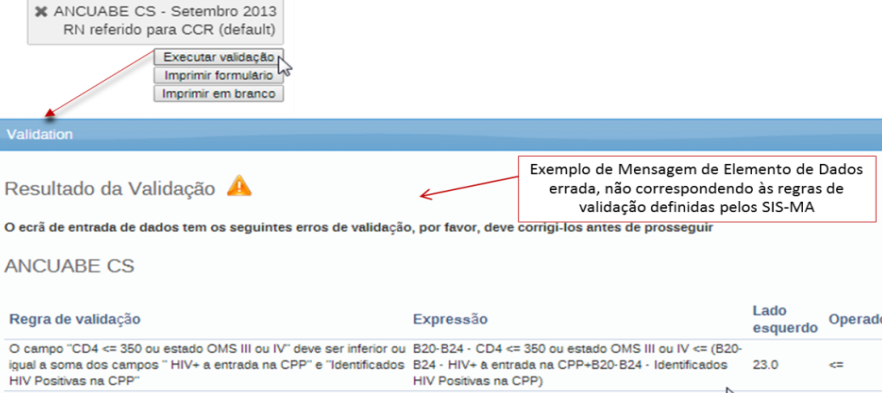 ✖ ANCUABE CS - Setembro 2013
RN referido para CCR (default)
Executar validação
Imprimir formulário
Imprimir em branco
Validation
Exemplo de Mensagem de Elemento de Dados
errada, não correspondendo às regras de
validação definidas pelos SIS-MA
Resultado da Validação
O ecrã de entrada de dados tem os seguintes erros de validação, por favor, deve corrigi-los antes de prosseguir
ANCUABE CS
Regra de validação Expressão Lado esquerdo Operado
O campo "CD4 <= 350 ou estado OMS III ou IV" deve ser inferior ou
igual a soma dos campos " HIV+ a entrada na CPP" e "Identificados
HIV Positivas na CPP"
B20-B24 - CD4 <= 350 ou estado OMS III ou IV <= (B20-
B24 - HIV+ à entrada na CPP+B20-B24 - Identificados
HIV Positivas na CPP)
23.0
<=